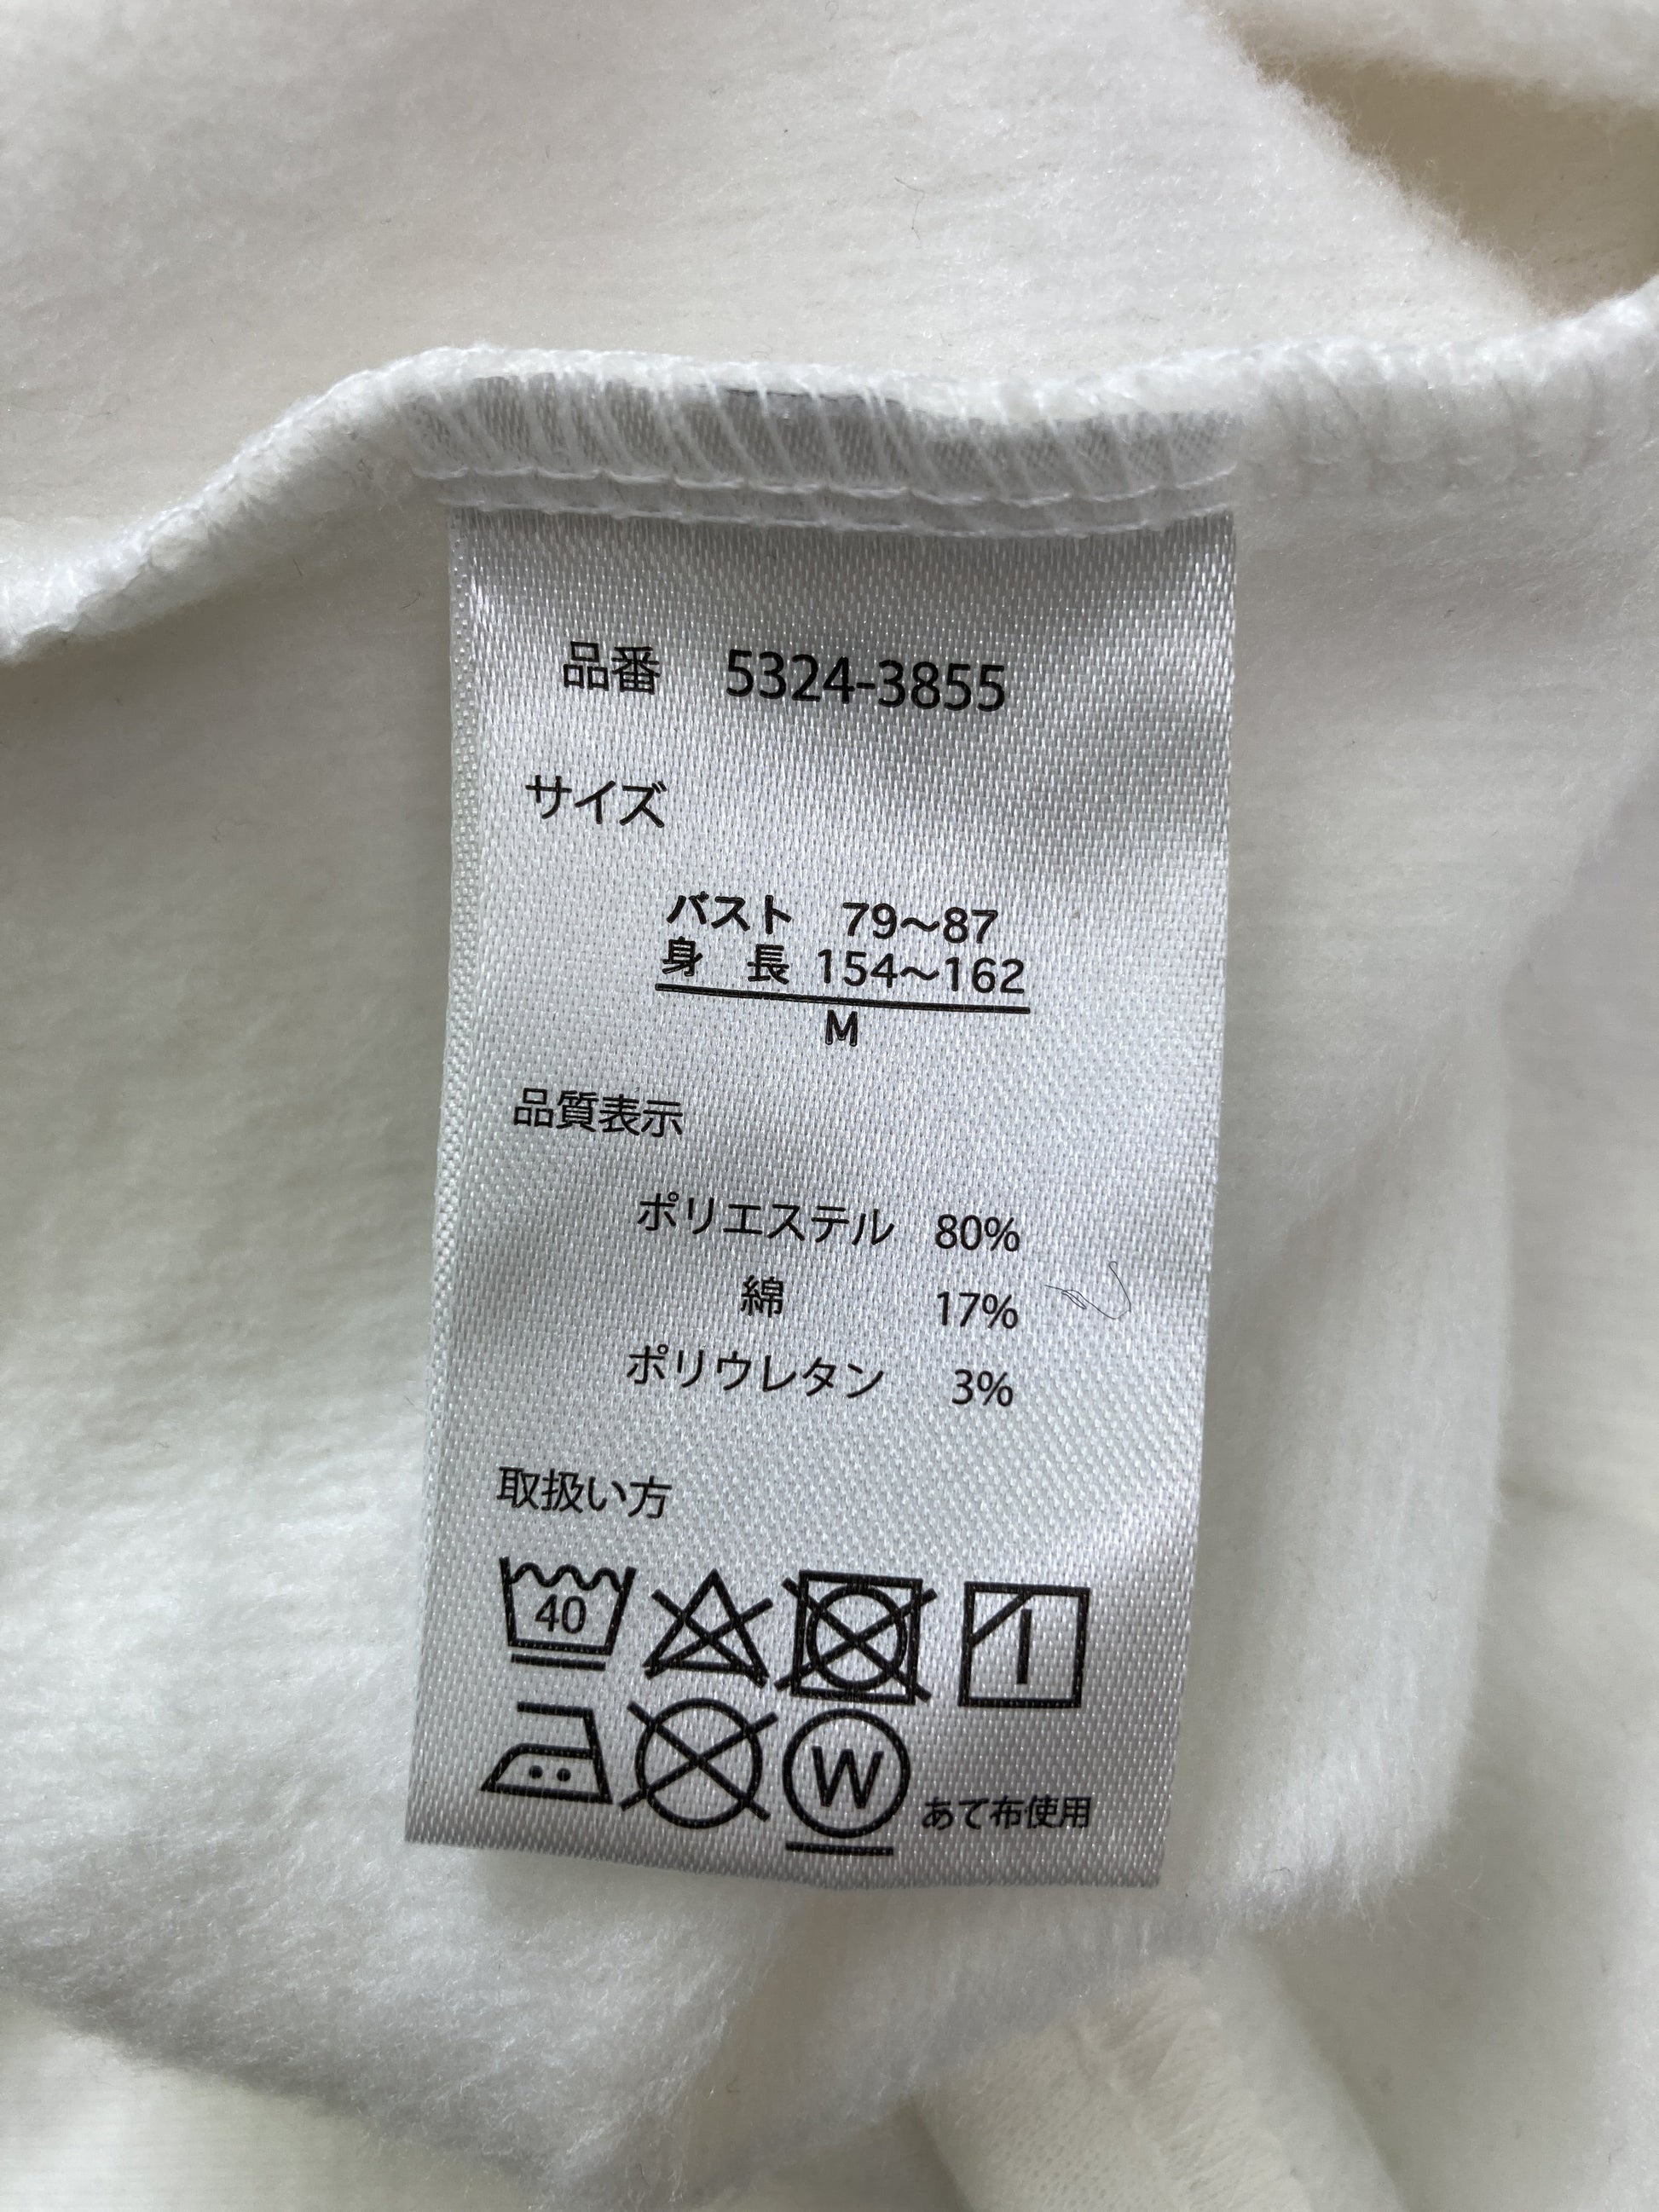 品番 5324-3855
サイズ
バスト 79～87
身 長 154～162
M
品質表示
ポリエステル 80%
綿 17%
ポリウレタン 3%
取扱い方
40
W あて布使用